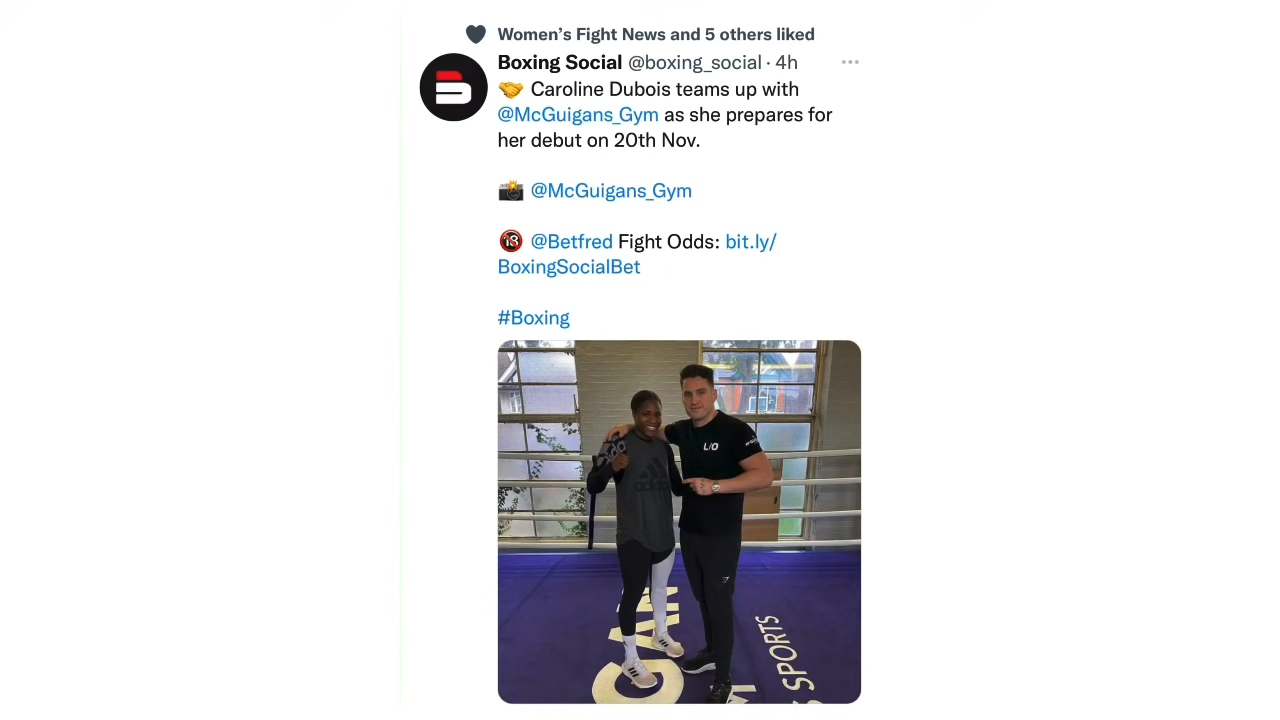 Women’s Fight News and 5 others liked
Boxing Social @boxing_social · 4h
🤝 Caroline Dubois teams up with
@McGuigans_Gym as she prepares for
her debut on 20th Nov.
📸 @McGuigans_Gym
🔞 @Betfred Fight Odds: bit.ly/
BoxingSocialBet
#Boxing
L/O
adidas
SPORTS